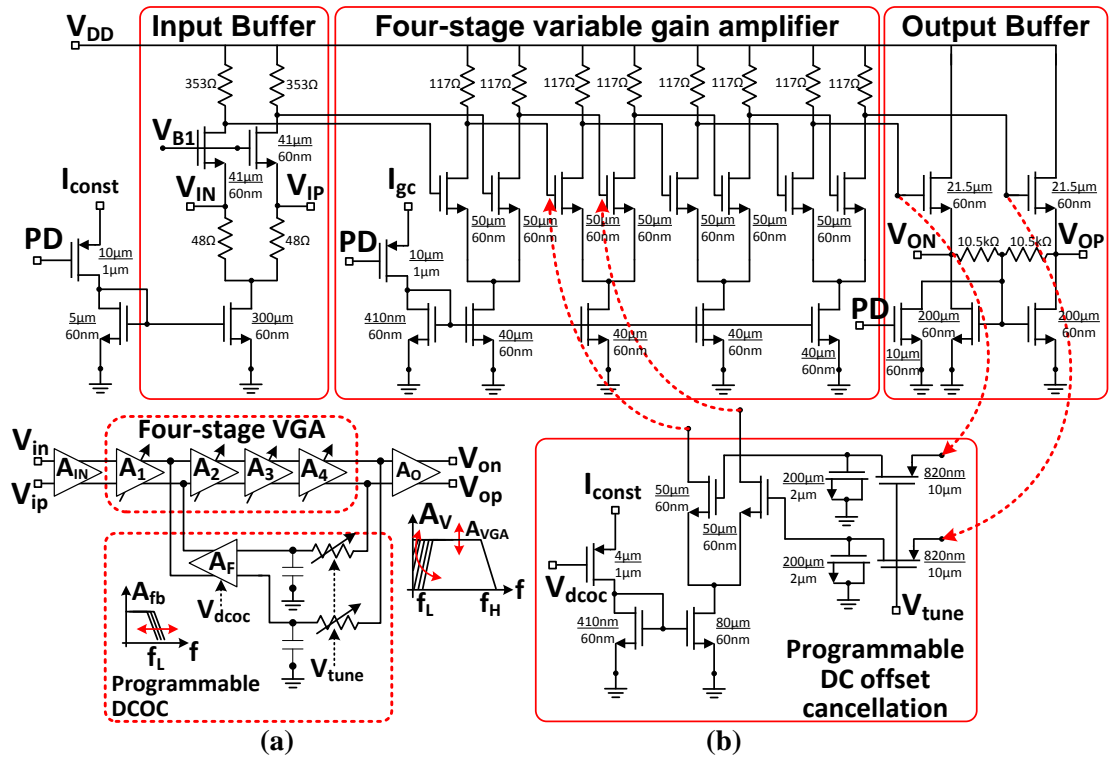 Input Buffer
Four-stage variable gain amplifier
Output Buffer
VDD
353Ω
353Ω
117Ω
117Ω
117Ω
117Ω
117Ω
117Ω
117Ω
117Ω
VB1
41μm
60nm
41μm
60nm
VIN
VIP
48Ω
48Ω
Iconst
PD
10μm
1μm
5μm
60nm
300μm
60nm
Igc
PD
10μm
1μm
410nm
60nm
50μm
60nm
50μm
60nm
50μm
60nm
50μm
60nm
50μm
60nm
50μm
60nm
50μm
60nm
40μm
60nm
40μm
60nm
40μm
60nm
40μm
60nm
21.5μm
60nm
21.5μm
60nm
VON
10.5kΩ
10.5kΩ
VOP
PD
10μm
60nm
200μm
60nm
200μm
60nm
Four-stage VGA
Vin
Vip
AIN
A1
A2
A3
A4
AO
Von
Vop
AF
Vdcoc
Vtune
Afb
fL
f
Programmable
DCOC
AV
AVGA
fL
fH
f
(a)
Iconst
Vdcoc
4μm
1μm
410nm
60nm
80μm
60nm
50μm
60nm
50μm
60nm
200μm
2μm
200μm
2μm
820nm
10μm
820nm
10μm
Vtune
Programmable
DC offset
cancellation
(b)